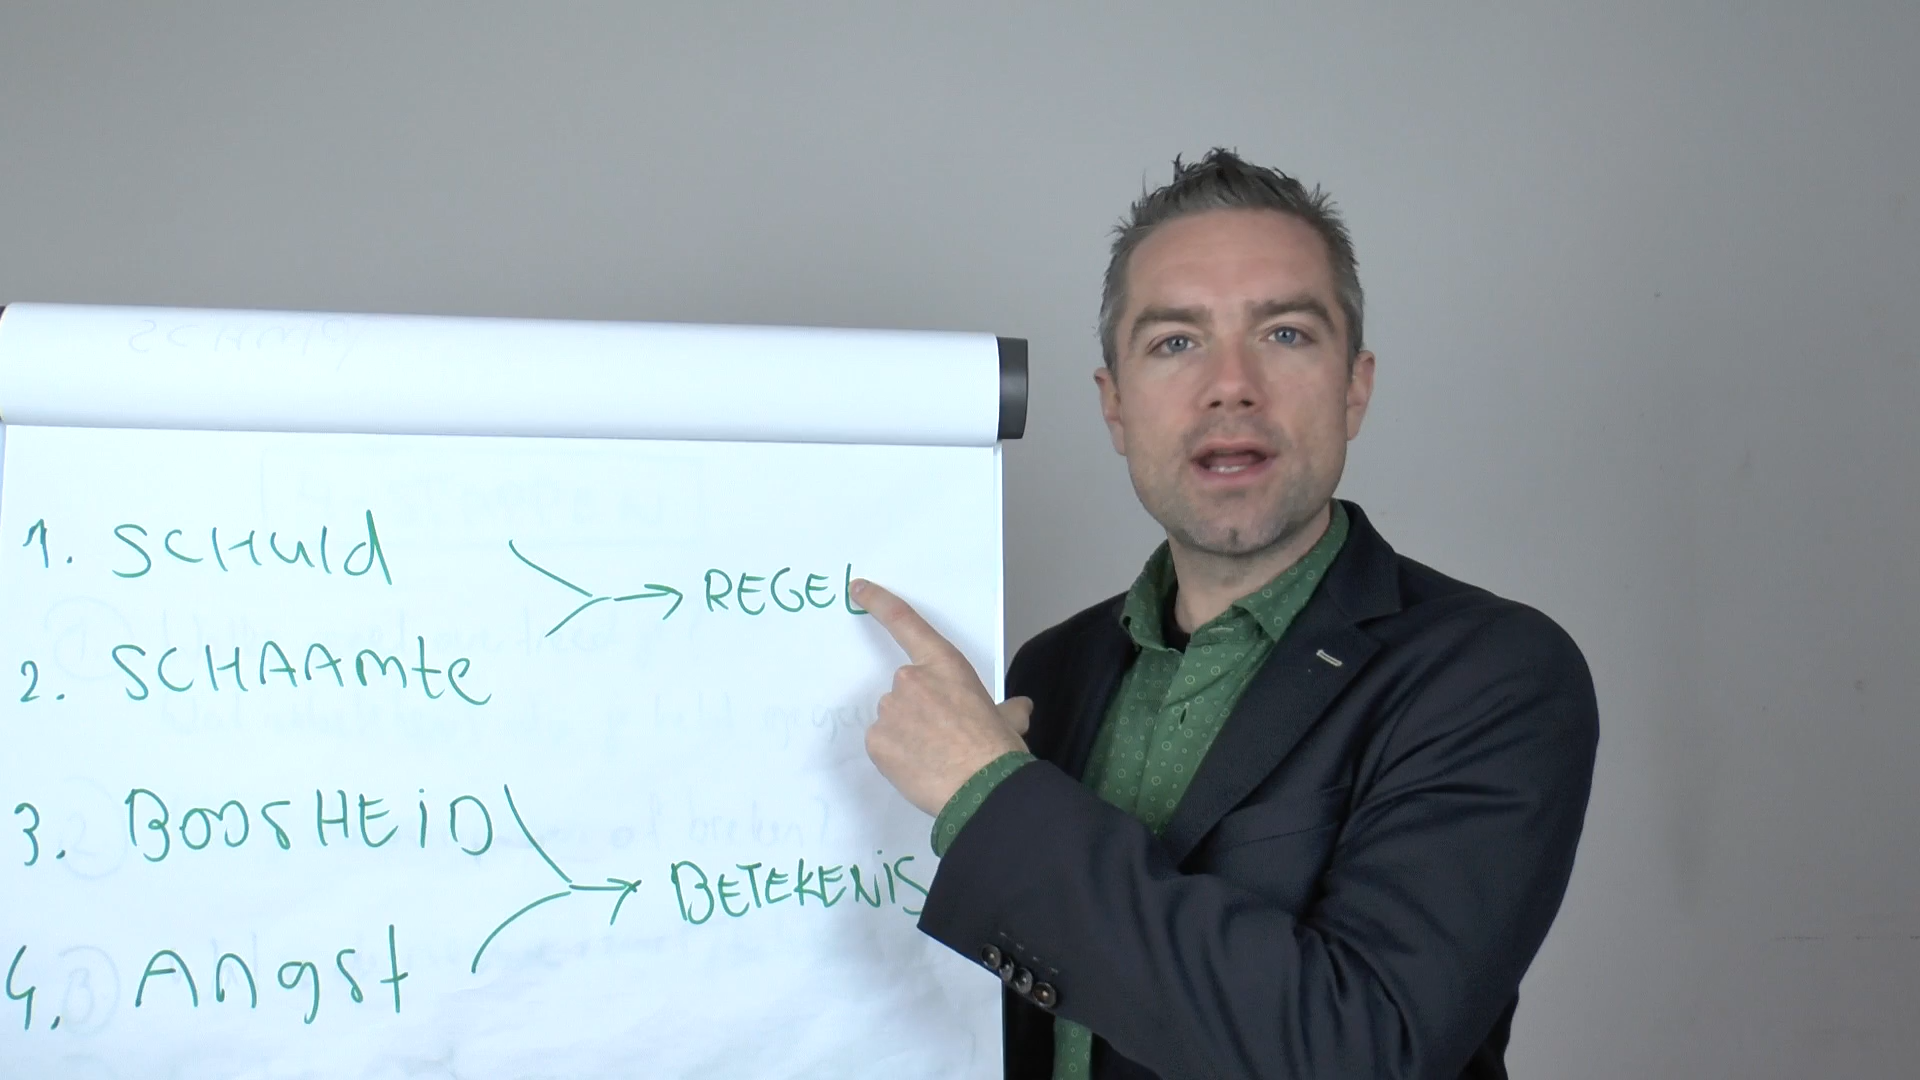 1. SCHUld
→ REGEL
2. SCHAAMte
3. BOOSHEID
→ BETEKENIS
4. Angst